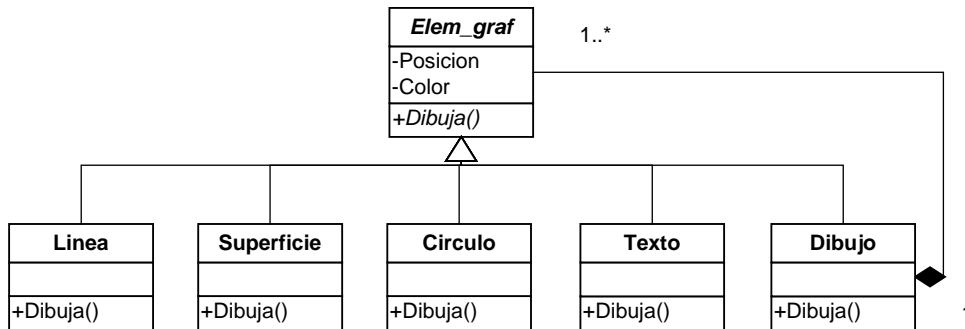 Elem_graf
1..*
-Posicion
-Color
+Dibuja()
Linea
Superficie
Circulo
Texto
Dibujo
+Dibuja()
+Dibuja()
+Dibuja()
+Dibuja()
+Dibuja()